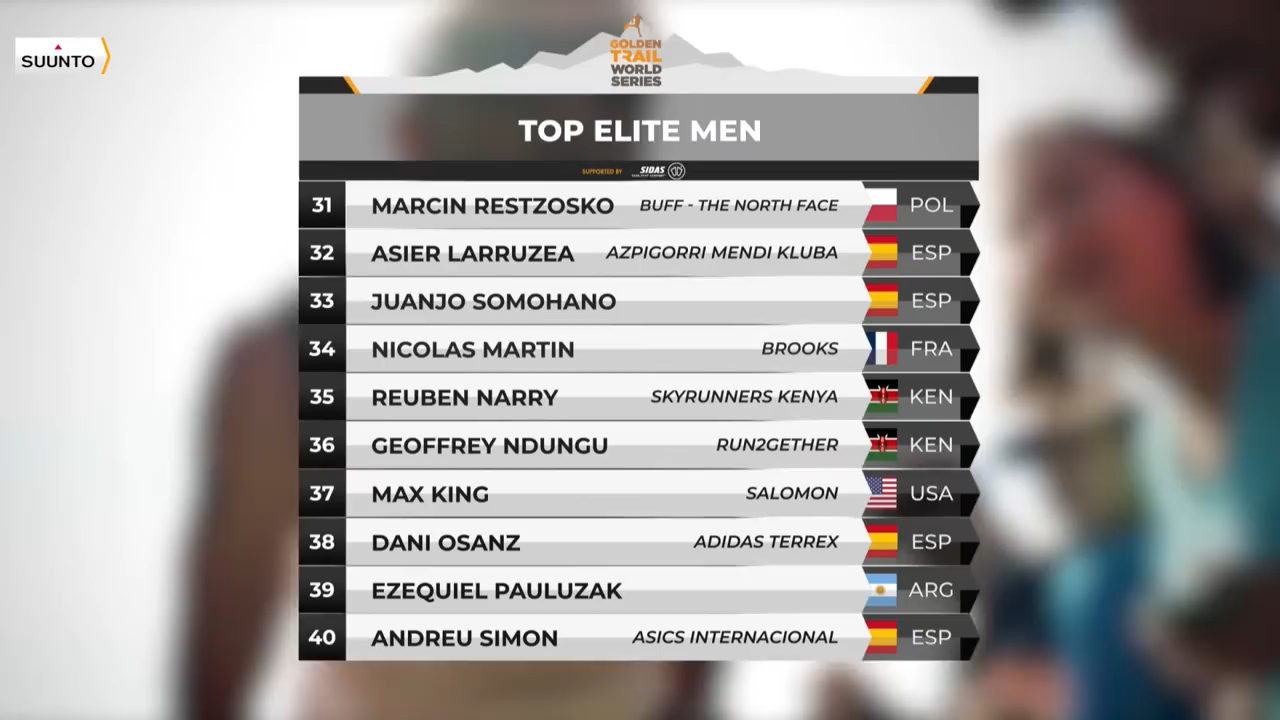 SUUNTO
GOLDEN
TRAIL
WORLD
SERIES
TOP ELITE MEN
SUPPORTED BY SIDAS
31 MARCIN RESTZOSKO BUFF - THE NORTH FACE POL
32 ASIER LARRUZEA AZPIGORRI MENDI KLUBA ESP
33 JUANJO SOMOHANO ESP
34 NICOLAS MARTIN BROOKS FRA
35 REUBEN NARRY SKYRUNNERS KENYA KEN
36 GEOFFREY NDUNGU RUN2GETHER KEN
37 MAX KING SALOMON USA
38 DANI OSANZ ADIDAS TERREX ESP
39 EZEQUIEL PAULUZAK ARG
40 ANDREU SIMON ASICS INTERNACIONAL ESP